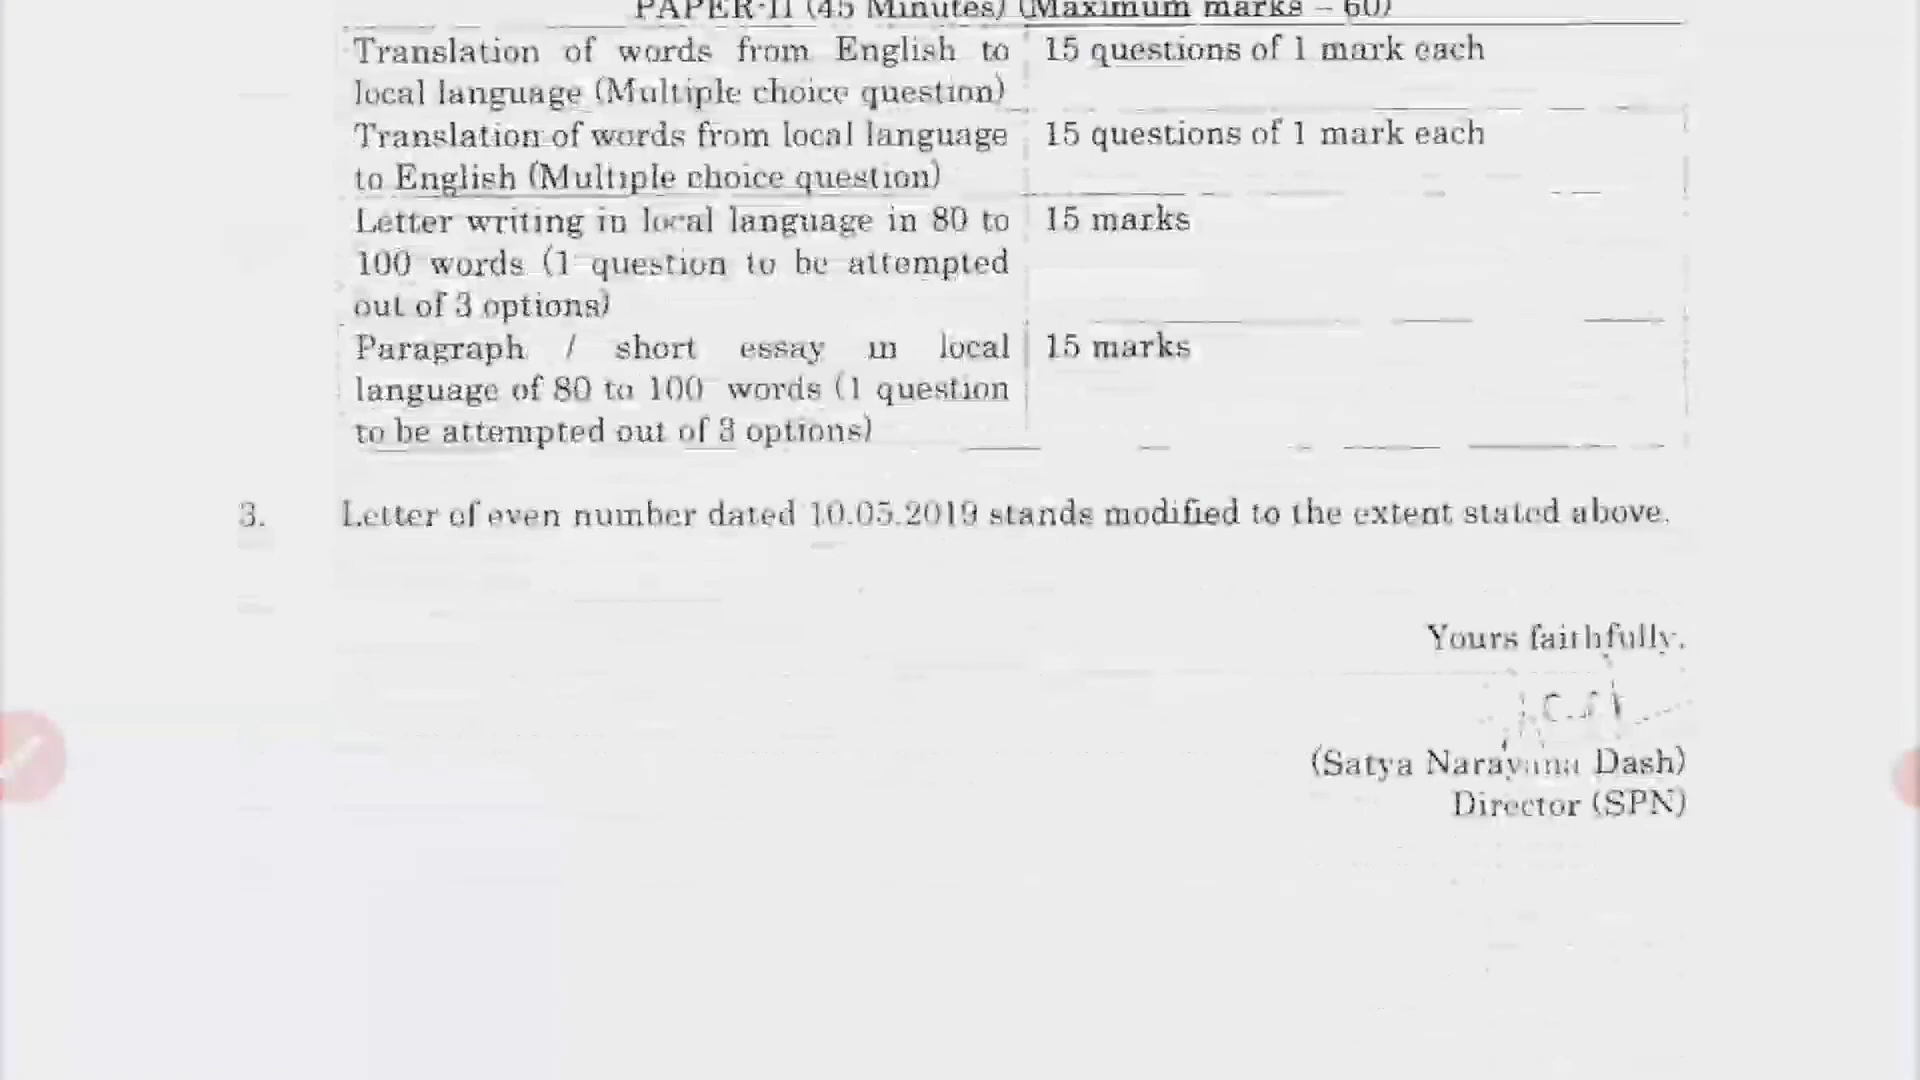 PAPER-II (45 Minutes) (Maximum marks – 60)
Translation of words from English to 15 questions of 1 mark each
local language (Multiple choice question)
Translation of words from local language 15 questions of 1 mark each
to English (Multiple choice question)
Letter writing in local language in 80 to 15 marks
100 words (1 question to be attempted
out of 3 options)
Paragraph / short essay in local 15 marks
language of 80 to 100 words (1 question
to be attempted out of 3 options)
3. Letter of even number dated 10.05.2019 stands modified to the extent stated above.
Yours faithfully,
(Satya Narayana Dash)
Director (SPN)